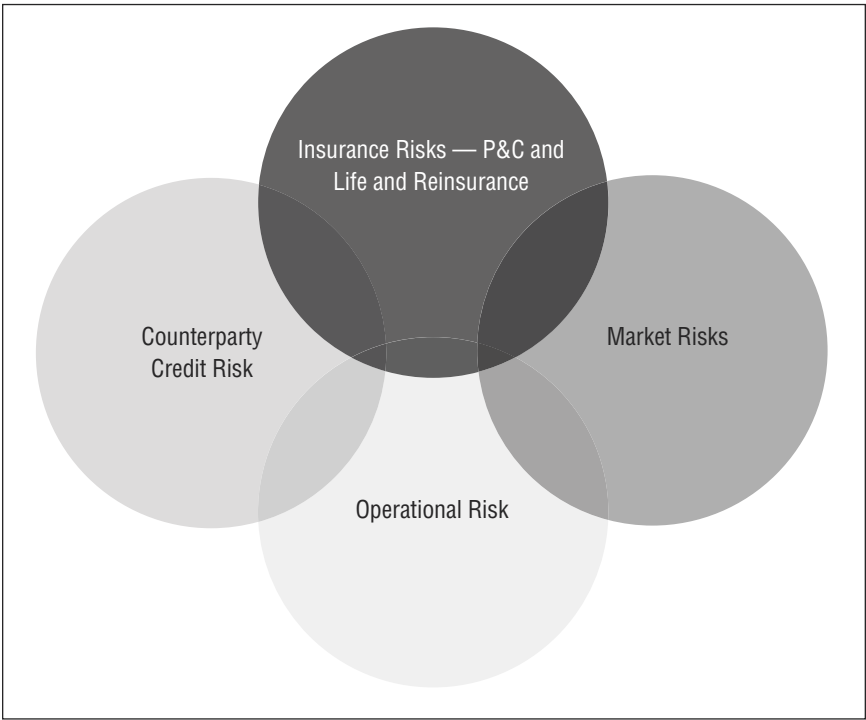 Insurance Risks — P&C and
Life and Reinsurance
Counterparty
Credit Risk
Market Risks
Operational Risk